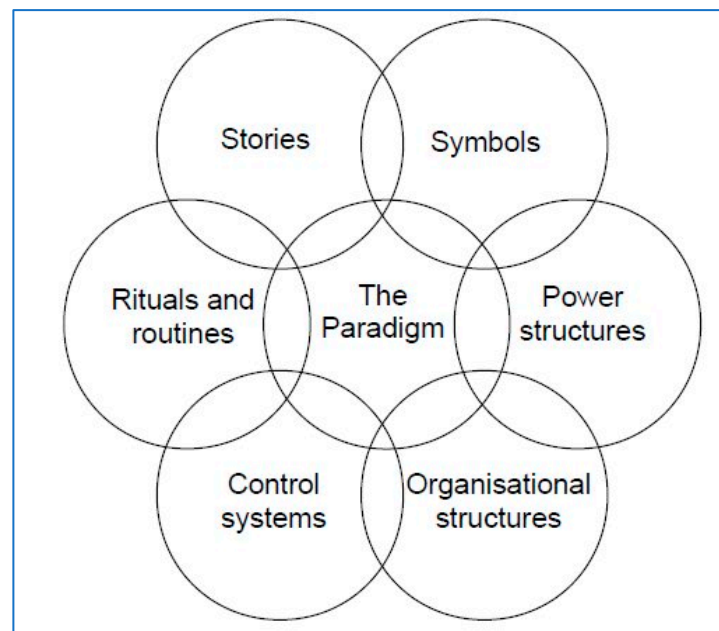 Stories
Symbols
Rituals and
routines
The
Paradigm
Power
structures
Control
systems
Organisational
structures